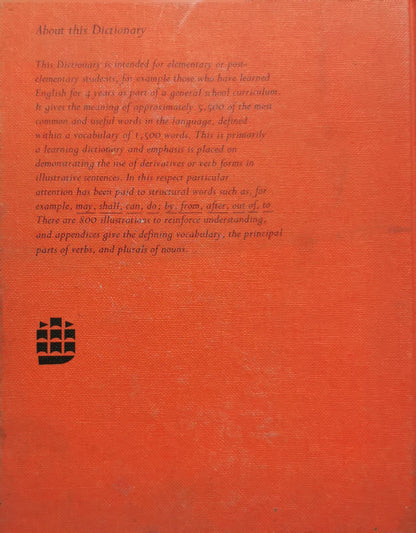 About this Dictionary
This Dictionary is intended for elementary or post-
elementary students, for example those who have learned
English for 4 years as part of a general school curriculum.
It gives the meaning of approximately 5,500 of the most
common and useful words in the language, defined
within a vocabulary of 1,500 words. This is primarily
a learning dictionary and emphasis is placed on
demonstrating the use of derivatives or verb forms in
illustrative sentences. In this respect particular
attention has been paid to structural words such as, for
example, may, shall, can, do; by, from, after, out of, to
There are 800 illustrations to reinforce understanding,
and appendices give the defining vocabulary, the principal
parts of verbs, and plurals of nouns.